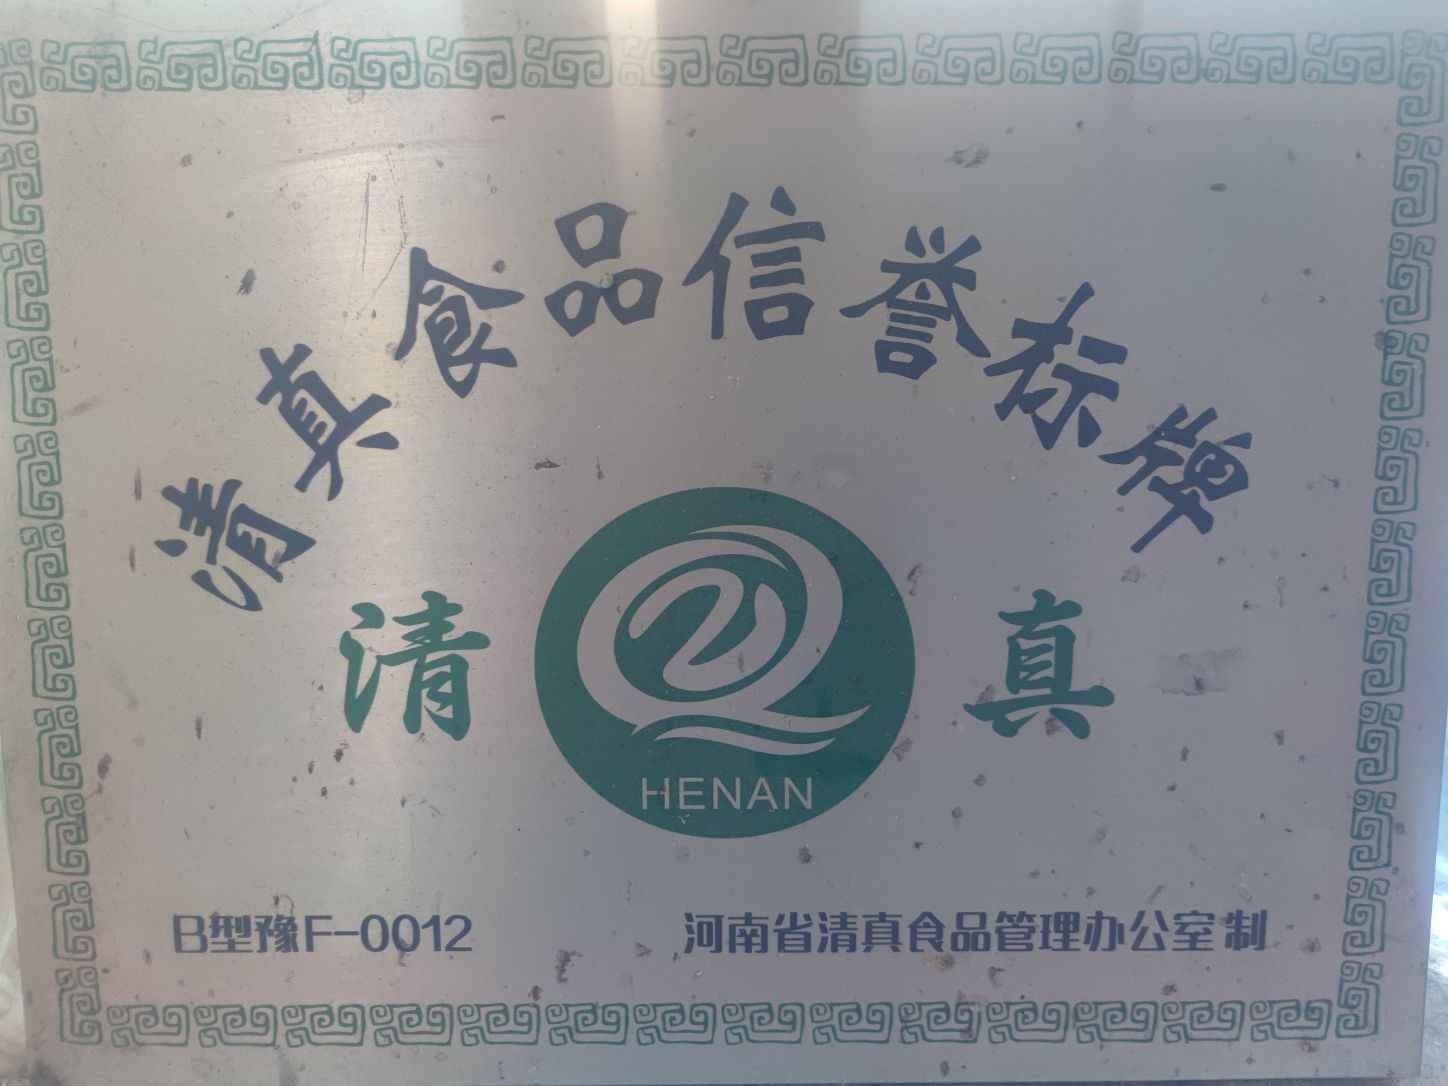 清真食品信誉标牌
清 真
HENAN
B型豫F-0012
河南省清真食品管理办公室制